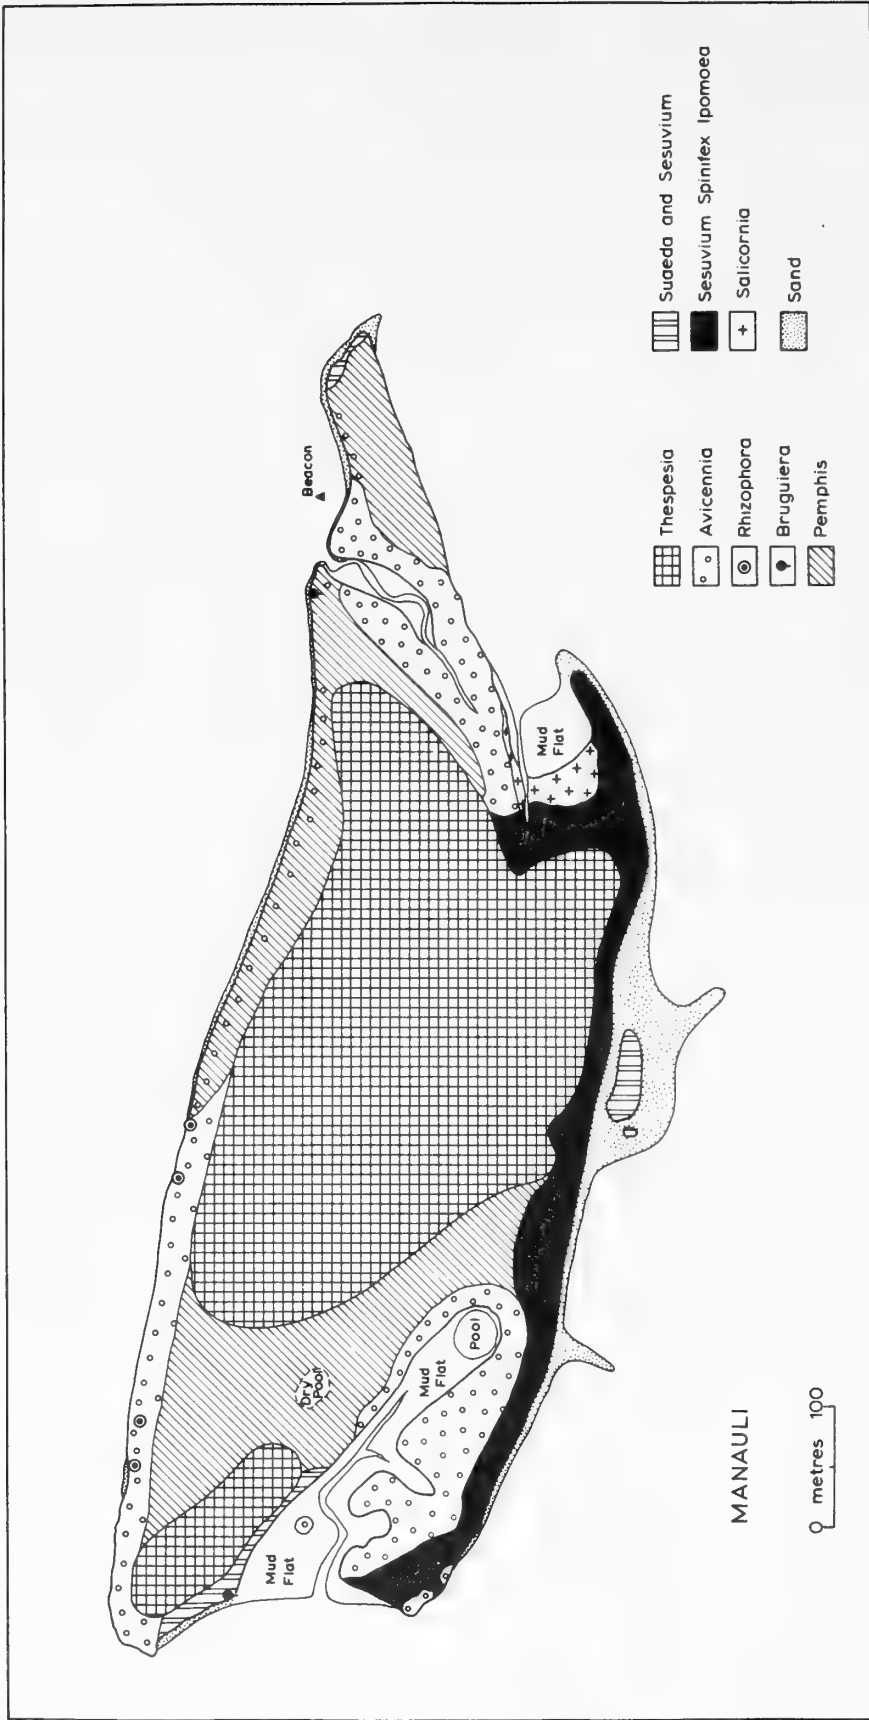 Beacon
Mud
Flat
Dry
Pool
Mud
Flat
Pool
Mud
Flat
MANAULI
0 metres 100
Thespesia
Avicennia
Rhizophora
Bruguiera
Pemphis
Suaeda and Sesuvium
Sesuvium Spinifex Ipomoea
Salicornia
Sand